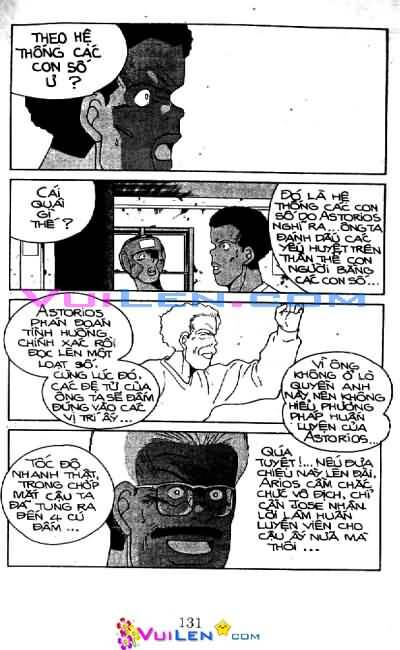 THEO HỆ
THỐNG CÁC
CON SỐ
Ư ?
CÁI
QUÁI
GÌ
THẾ ?
ĐÓ LÀ HỆ
THỐNG CÁC CON
SỐ DO ASTORIOS
NGHĨ RA... ÔNG TA
ĐÁNH DẤU CÁC
YẾU HUYỆT TRÊN
THÂN THỂ CON
NGƯỜI BẰNG
CÁC CON SỐ...
VUILEN.COM
ASTORIOS
PHÁN ĐOÁN
TÌNH HUỐNG
CHÍNH XÁC RỒI
ĐỌC LÊN MỘT
LOẠT SỐ.
CÙNG LÚC ĐÓ,
CÁC ĐỆ TỬ CỦA
ÔNG TA SẼ ĐẤM
ĐÚNG VÀO CÁC
VỊ TRÍ ẤY...
VÌ ÔNG
KHÔNG Ở LÒ
QUYỀN ANH
NÀY, NÊN KHÔNG
HIỂU PHƯƠNG
PHÁP HUẤN
LUYỆN CỦA
ASTORIOS...
TỐC ĐỘ
NHANH THẬT,
TRONG CHỚP
MẮT CẬU TA
ĐÃ TUNG RA
ĐẾN 4 CÚ
ĐẤM ...
QÚA
TUYỆT !... NẾU ĐƯA
CHIÊU NÀY LÊN ĐÀI,
ARIOS CẦM CHẮC
CHỨC VÔ ĐỊCH, CHỈ
CẦN JOSE NHẬN
LỜI LÀM HUẤN
LUYỆN VIÊN CHO
CẬU ẤY NỮA MÀ
THÔI ...
131
VUILEN.COM